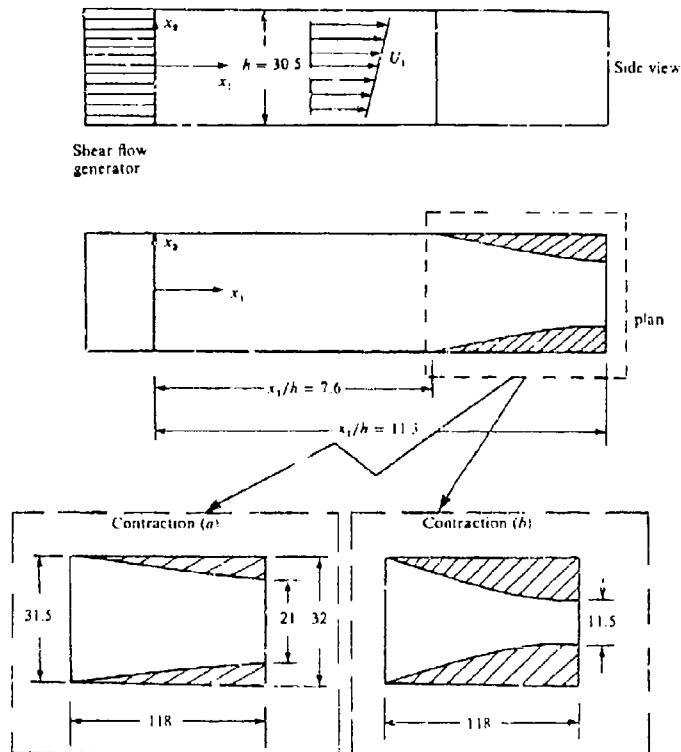 x₂
h = 30.5
U₁
x₁
Side view
Shear flow
generator
x₃
x₁
plan
x₁/h = 7.6
x₁/h = 11.3
Contraction (a)
Contraction (b)
31.5
21
32
11.5
118
118